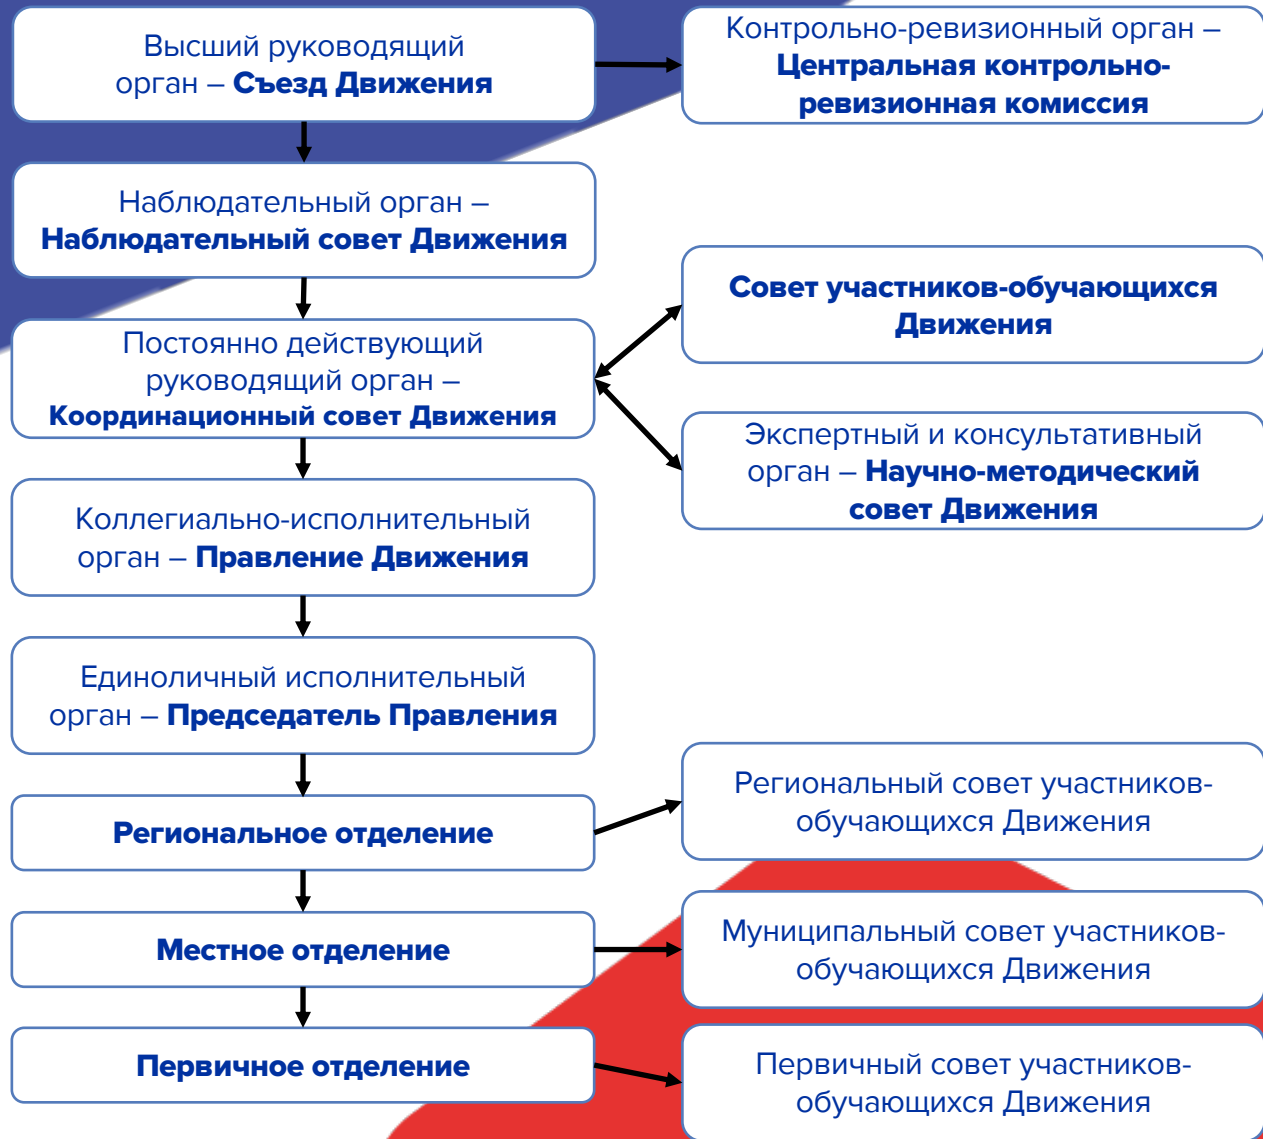 Высший руководящий
орган – Съезд Движения
Контрольно-ревизионный орган –
Центральная контрольно-
ревизионная комиссия
Наблюдательный орган –
Наблюдательный совет Движения
Постоянно действующий
руководящий орган –
Координационный совет Движения
Совет участников-обучающихся
Движения
Экспертный и консультативный
орган – Научно-методический
совет Движения
Коллегиально-исполнительный
орган – Правление Движения
Единоличный исполнительный
орган – Председатель Правления
Региональное отделение
Региональный совет участников-
обучающихся Движения
Местное отделение
Муниципальный совет участников-
обучающихся Движения
Первичное отделение
Первичный совет участников-
обучающихся Движения